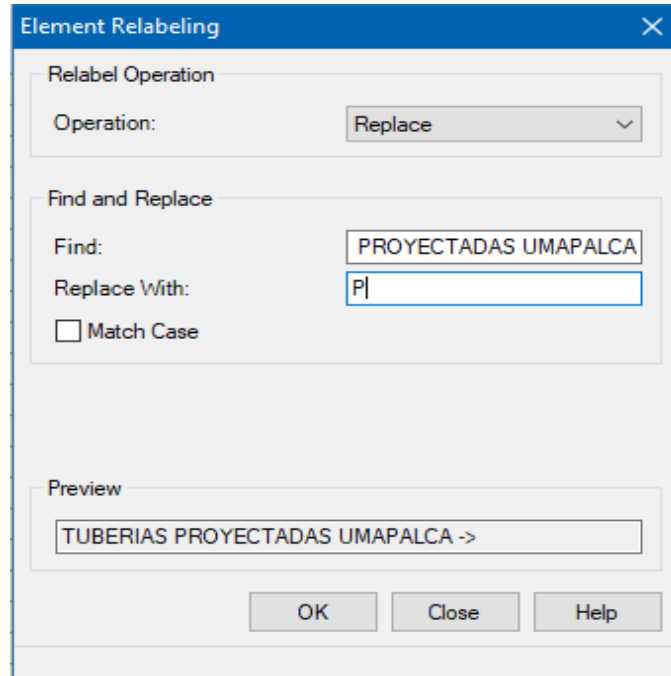 Element Relabeling
Relabel Operation
Operation: Replace
Find and Replace
Find: PROYECTADAS UMAPALCA
Replace With: P
Match Case
Preview
TUBERIAS PROYECTADAS UMAPALCA ->
OK Close Help